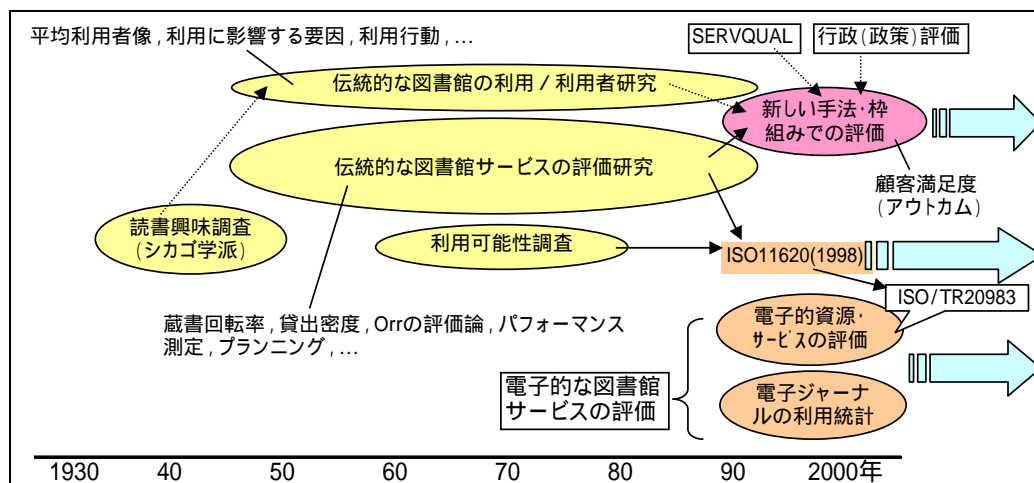 平均利用者像,利用に影響する要因,利用行動,...
SERVQUAL
行政(政策)評価
伝統的な図書館の利用/利用者研究
新しい手法・枠
組みでの評価
伝統的な図書館サービスの評価研究
顧客満足度
(アウトカム)
読書興味調査
(シカゴ学派)
利用可能性調査
ISO11620(1998)
ISO/TR20983
蔵書回転率,貸出密度,Orrの評価論,パフォーマンス
測定,プランニング,...
電子的資源・
サービスの評価
電子的な図書館
サービスの評価
電子ジャーナ
ルの利用統計
1930 40 50 60 70 80 90 2000年